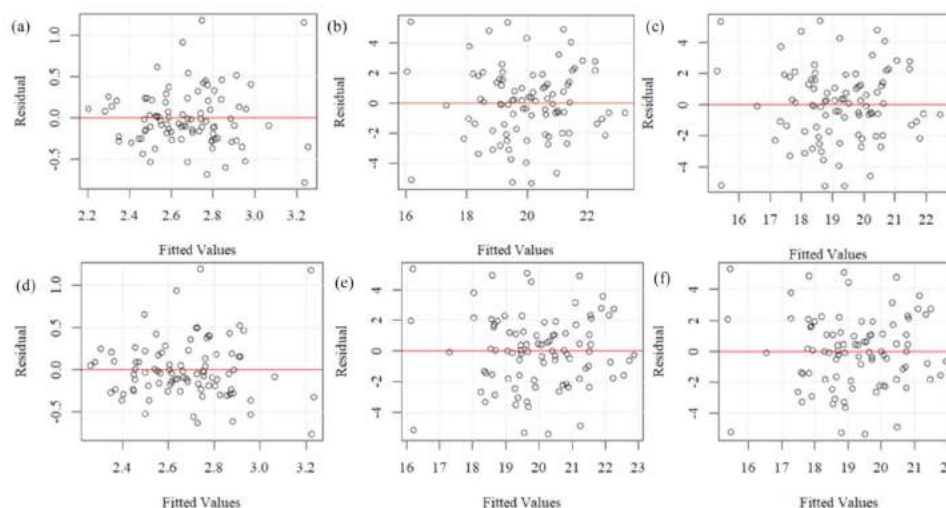 (a)
1.0
0.5
0.0
-0.5
Residual
2.2 2.4 2.6 2.8 3.0 3.2
Fitted Values
(b)
4
2
0
-2
-4
Residual
16 18 20 22
Fitted Values
(c)
4
2
0
-2
-4
Residual
16 17 18 19 20 21 22
Fitted Values
(d)
1.0
0.5
0.0
-0.5
Residual
2.4 2.6 2.8 3.0 3.2
Fitted Values
(e)
4
2
0
-2
-4
Residual
16 17 18 19 20 21 22 23
Fitted Values
(f)
4
2
0
-2
-4
Residual
16 17 18 19 20 21
Fitted Values